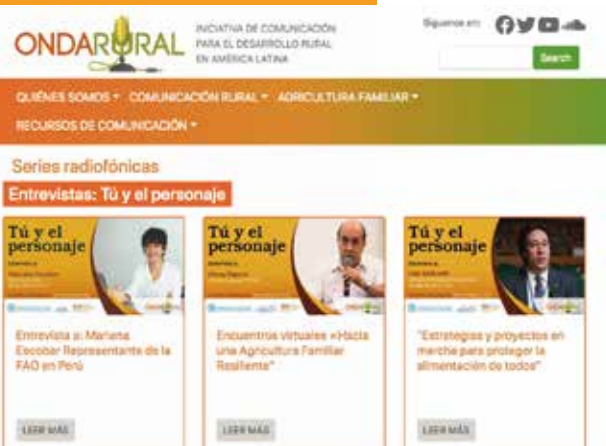 ONDARURAL
INICIATIVA DE COMUNICACIÓN
PARA EL DESARROLLO RURAL
EN AMÉRICA LATINA
Síguenos en:
Search
QUIÉNES SOMOS COMUNICACIÓN RURAL AGRICULTURA FAMILIAR
RECURSOS DE COMUNICACIÓN
Series radiofónicas
Entrevistas: Tú y el personaje
Tú y el
personaje
Entrevista a: Mariana
Escobar Representante de la
FAO en Perú
LEER MÁS
Tú y el
personaje
Encuentros virtuales «Hacia
una Agricultura Familiar
Resiliente"
LEER MÁS
Tú y el
personaje
"Estrategias y proyectos en
marcha para proteger la
alimentación de todos"
LEER MÁS